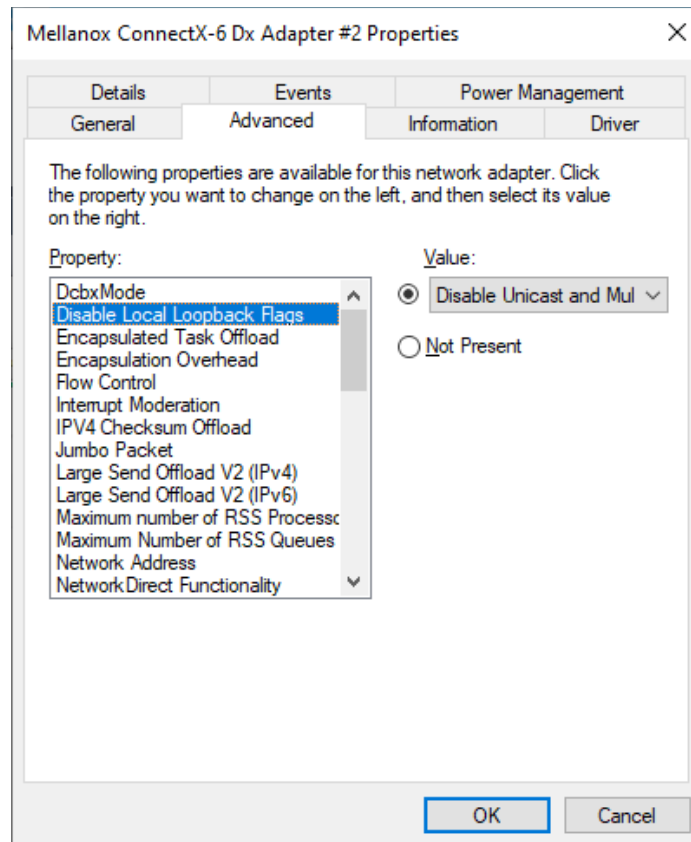 Mellanox ConnectX-6 Dx Adapter #2 Properties
Details Events Power Management
General Advanced Information Driver
The following properties are available for this network adapter. Click
the property you want to change on the left, and then select its value
on the right.
Property:
Value:
DcbxMode
Disable Local Loopback Flags
Encapsulated Task Offload
Encapsulation Overhead
Flow Control
Interrupt Moderation
IPV4 Checksum Offload
Jumbo Packet
Large Send Offload V2 (IPv4)
Large Send Offload V2 (IPv6)
Maximum number of RSS Processc
Maximum Number of RSS Queues
Network Address
NetworkDirect Functionality
Disable Unicast and Mul
Not Present
OK Cancel